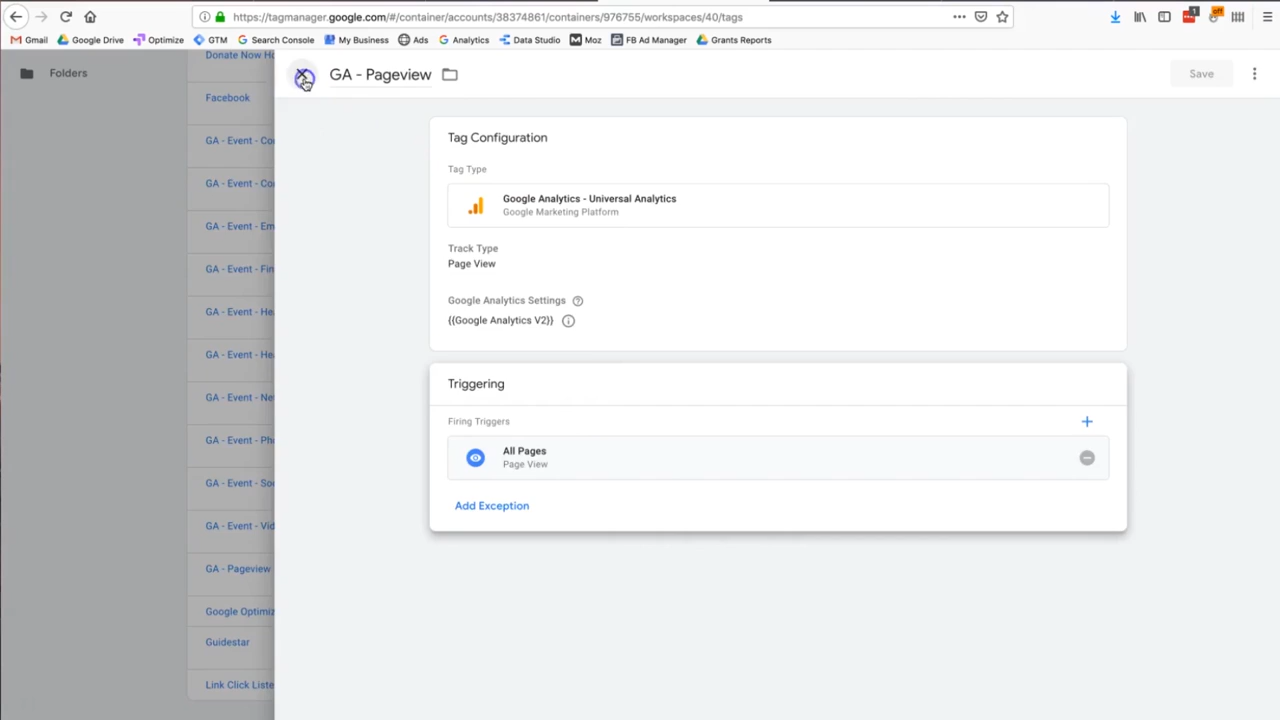 https://tagmanager.google.com/#/container/accounts/38374861/containers/976755/workspaces/40/tags
1
off
Gmail Google Drive Optimize GTM Search Console My Business Ads Analytics Data Studio Moz FB Ad Manager Grants Reports
Folders
Donate Now Ho
Facebook
GA - Event - Co
GA - Event - Co
GA - Event - Em
GA - Event - Fin
GA - Event - He
GA - Event - He
GA - Event - Ne
GA - Event - Ph
GA - Event - So
GA - Event - Vid
GA - Pageview
Google Optimiz
Guidestar
Link Click Liste
GA - Pageview
Save
Tag Configuration
Tag Type
Google Analytics - Universal Analytics
Google Marketing Platform
Track Type
Page View
Google Analytics Settings
{{Google Analytics V2}}
Triggering
Firing Triggers
All Pages
Page View
Add Exception